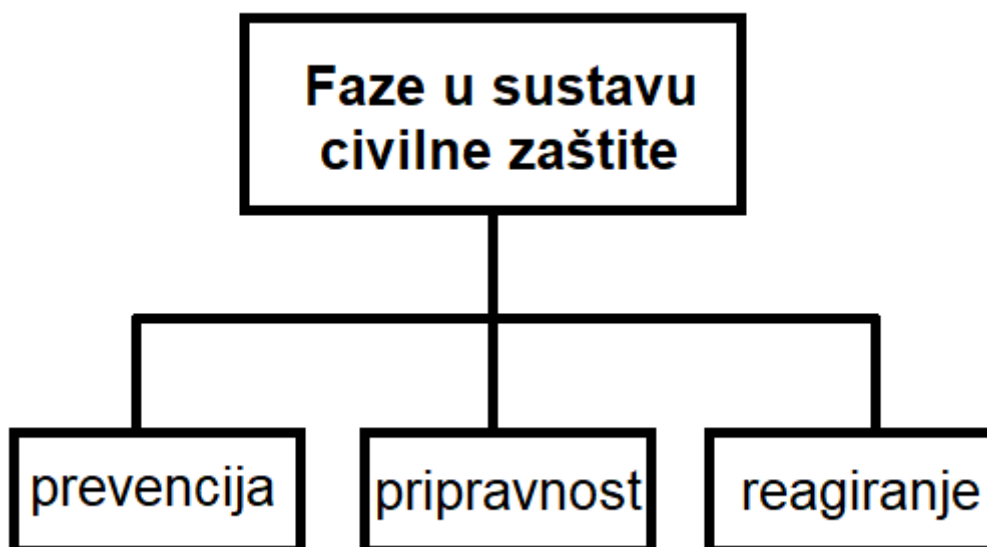 Faze u sustavu
civilne zaštite
prevencija
pripravnost
reagiranje